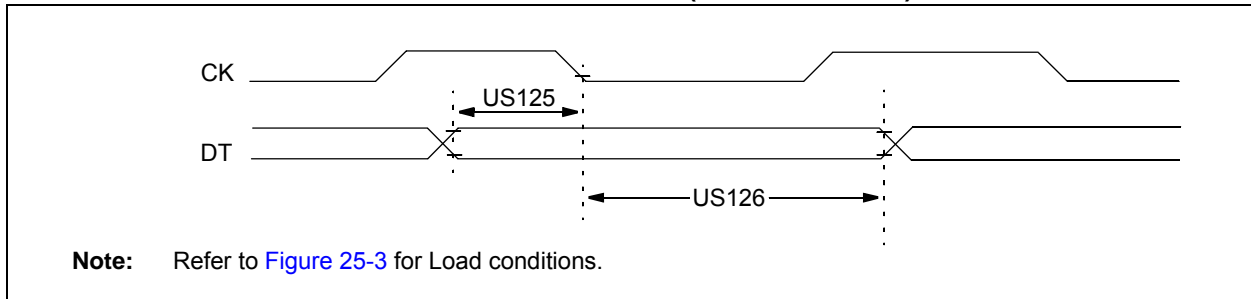 CK
US125
DT
US126
Note: Refer to Figure 25-3 for Load conditions.